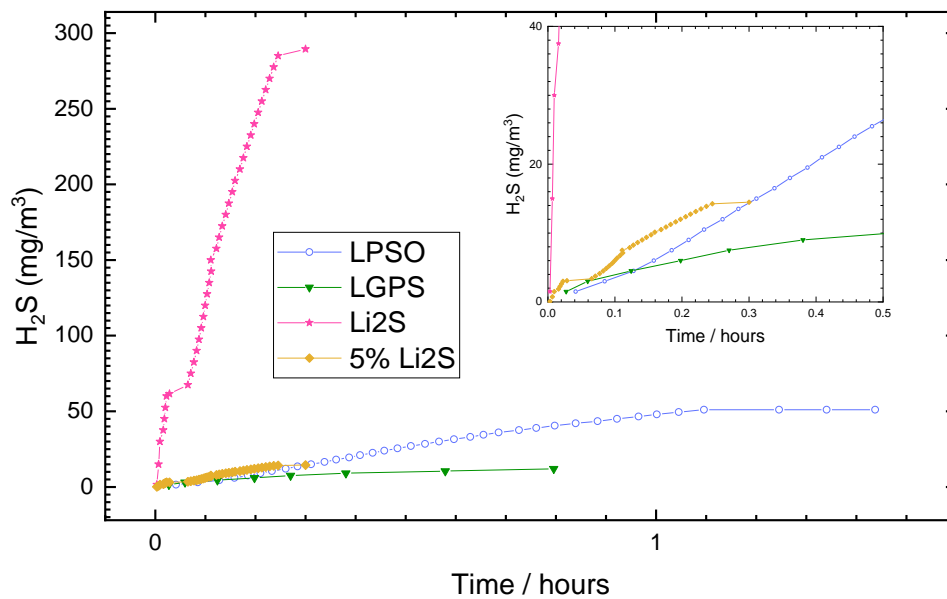 300
250
200
150
100
50
0
H₂S (mg/m³)
0
1
Time / hours
LPSO
LGPS
Li2S
5% Li2S
40
20
0
H₂S (mg/m³)
0.0 0.1 0.2 0.3 0.4 0.5
Time / hours